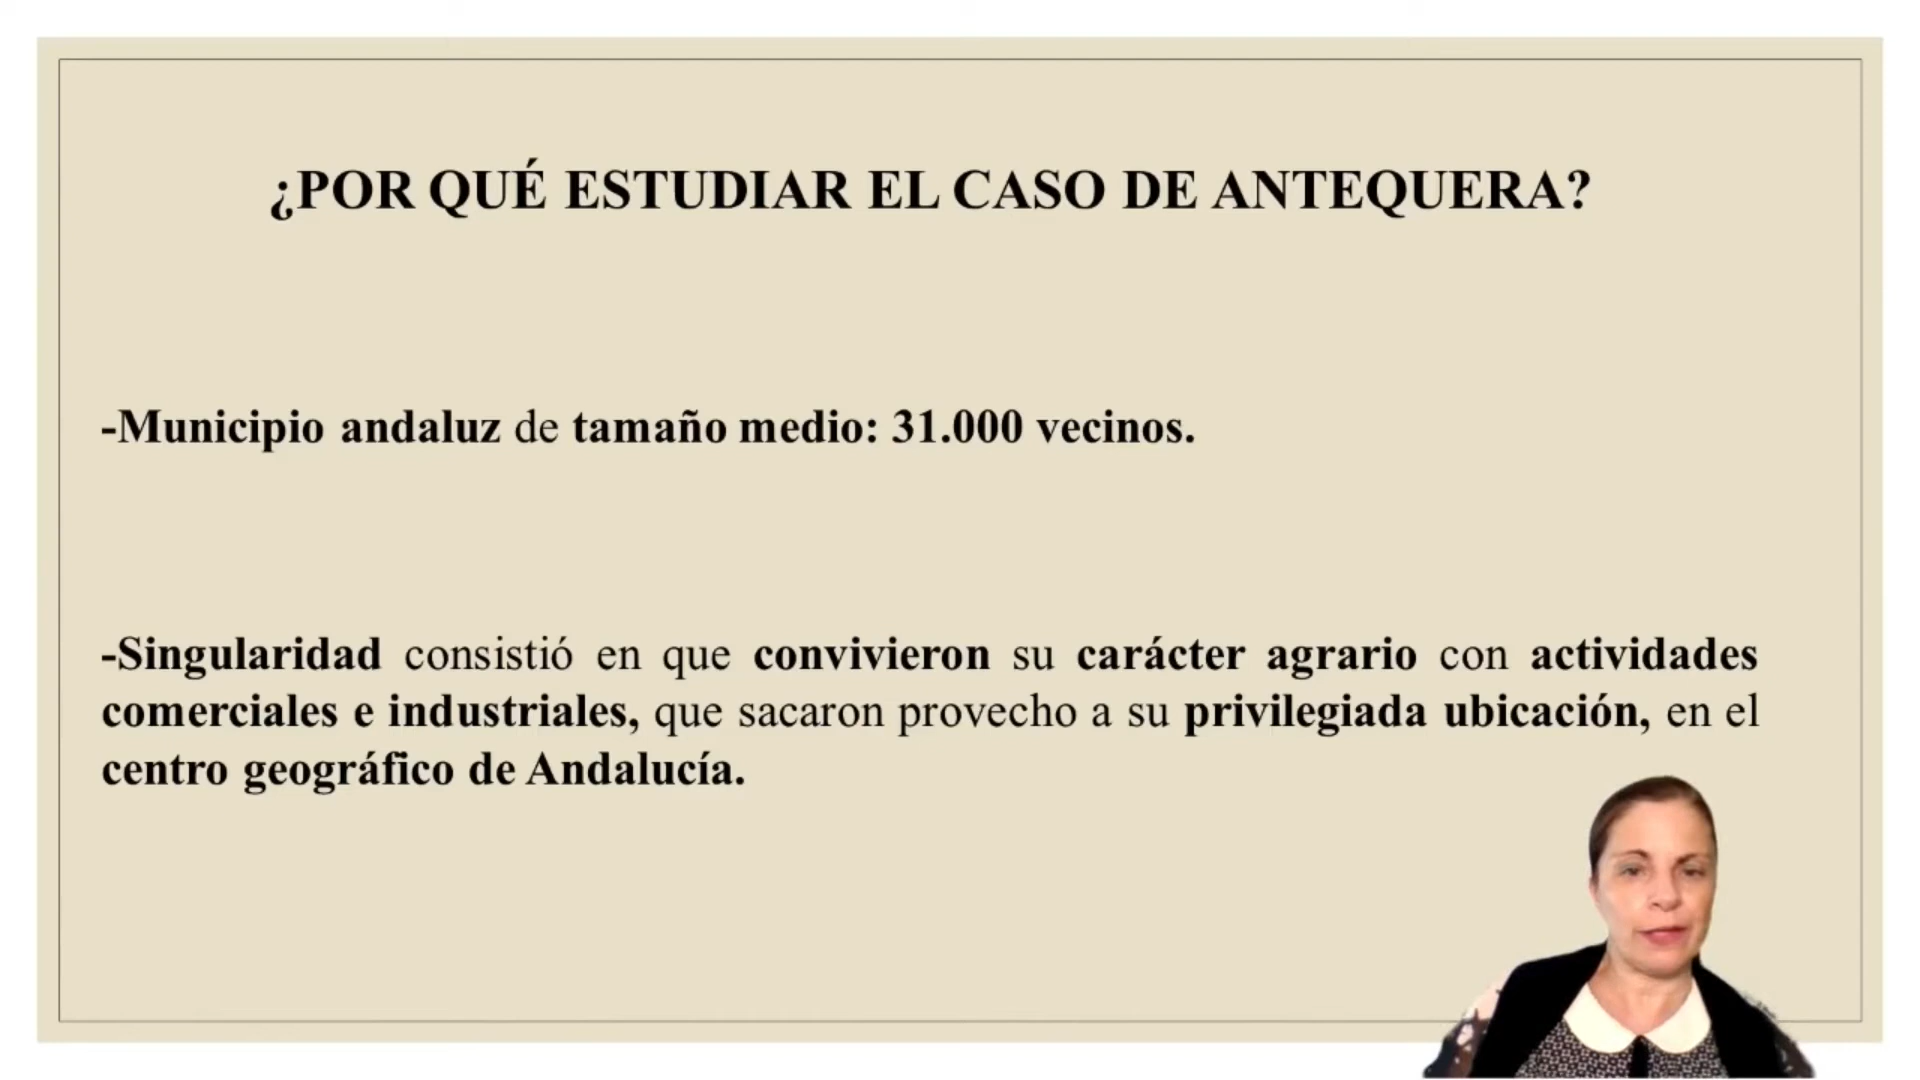 ¿POR QUÉ ESTUDIAR EL CASO DE ANTEQUERA?
-Municipio andaluz de tamaño medio: 31.000 vecinos.
-Singularidad consistió en que convivieron su carácter agrario con actividades
comerciales e industriales, que sacaron provecho a su privilegiada ubicación, en el
centro geográfico de Andalucía.